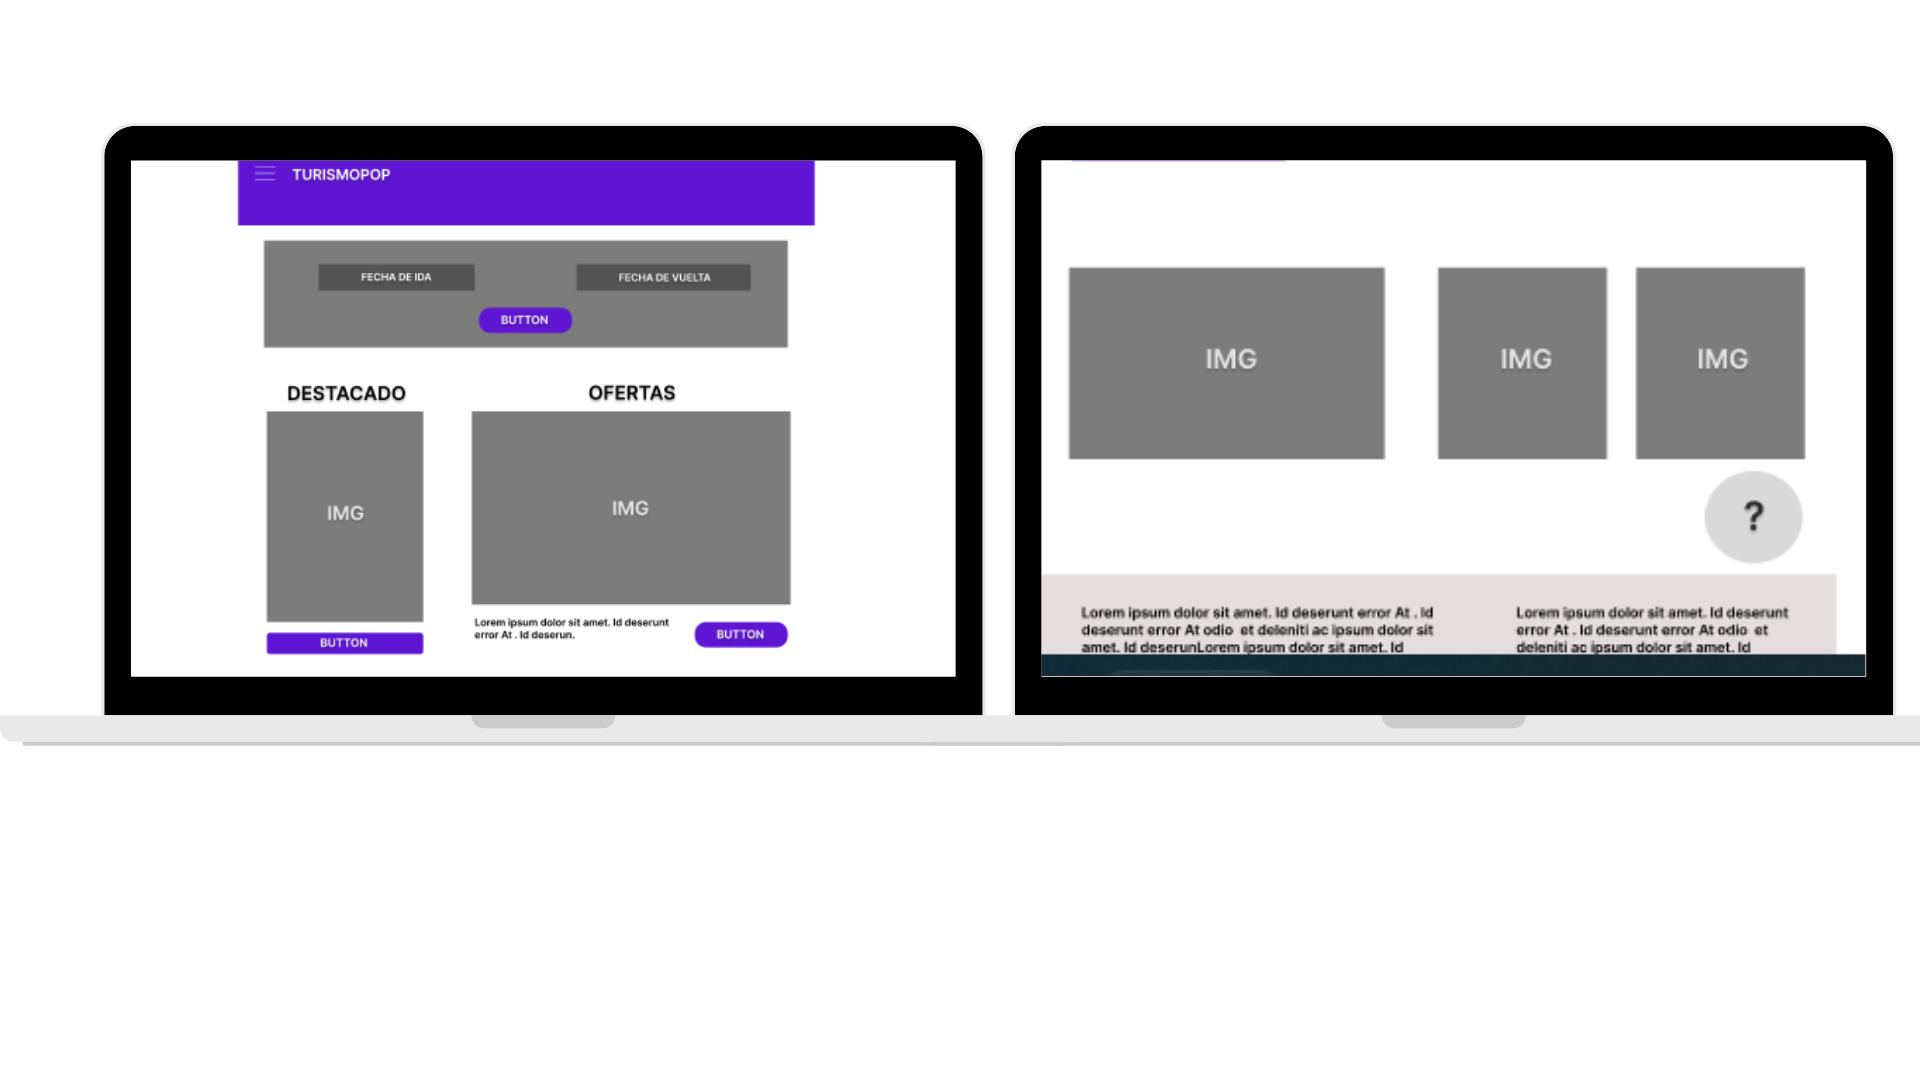 TURISMOPOP
FECHA DE IDA
FECHA DE VUELTA
BUTTON
DESTACADO
OFERTAS
IMG
IMG
Lorem ipsum dolor sit amet. Id deserunt
error At . Id deserun.
BUTTON
BUTTON
IMG
IMG
IMG
?
Lorem ipsum dolor sit amet. Id deserunt error At . Id
deserunt error At odio et deleniti ac ipsum dolor sit
amet. Id deserunLorem ipsum dolor sit amet. Id
Lorem ipsum dolor sit amet. Id deserunt
error At . Id deserunt error At odio et
deleniti ac ipsum dolor sit amet. Id